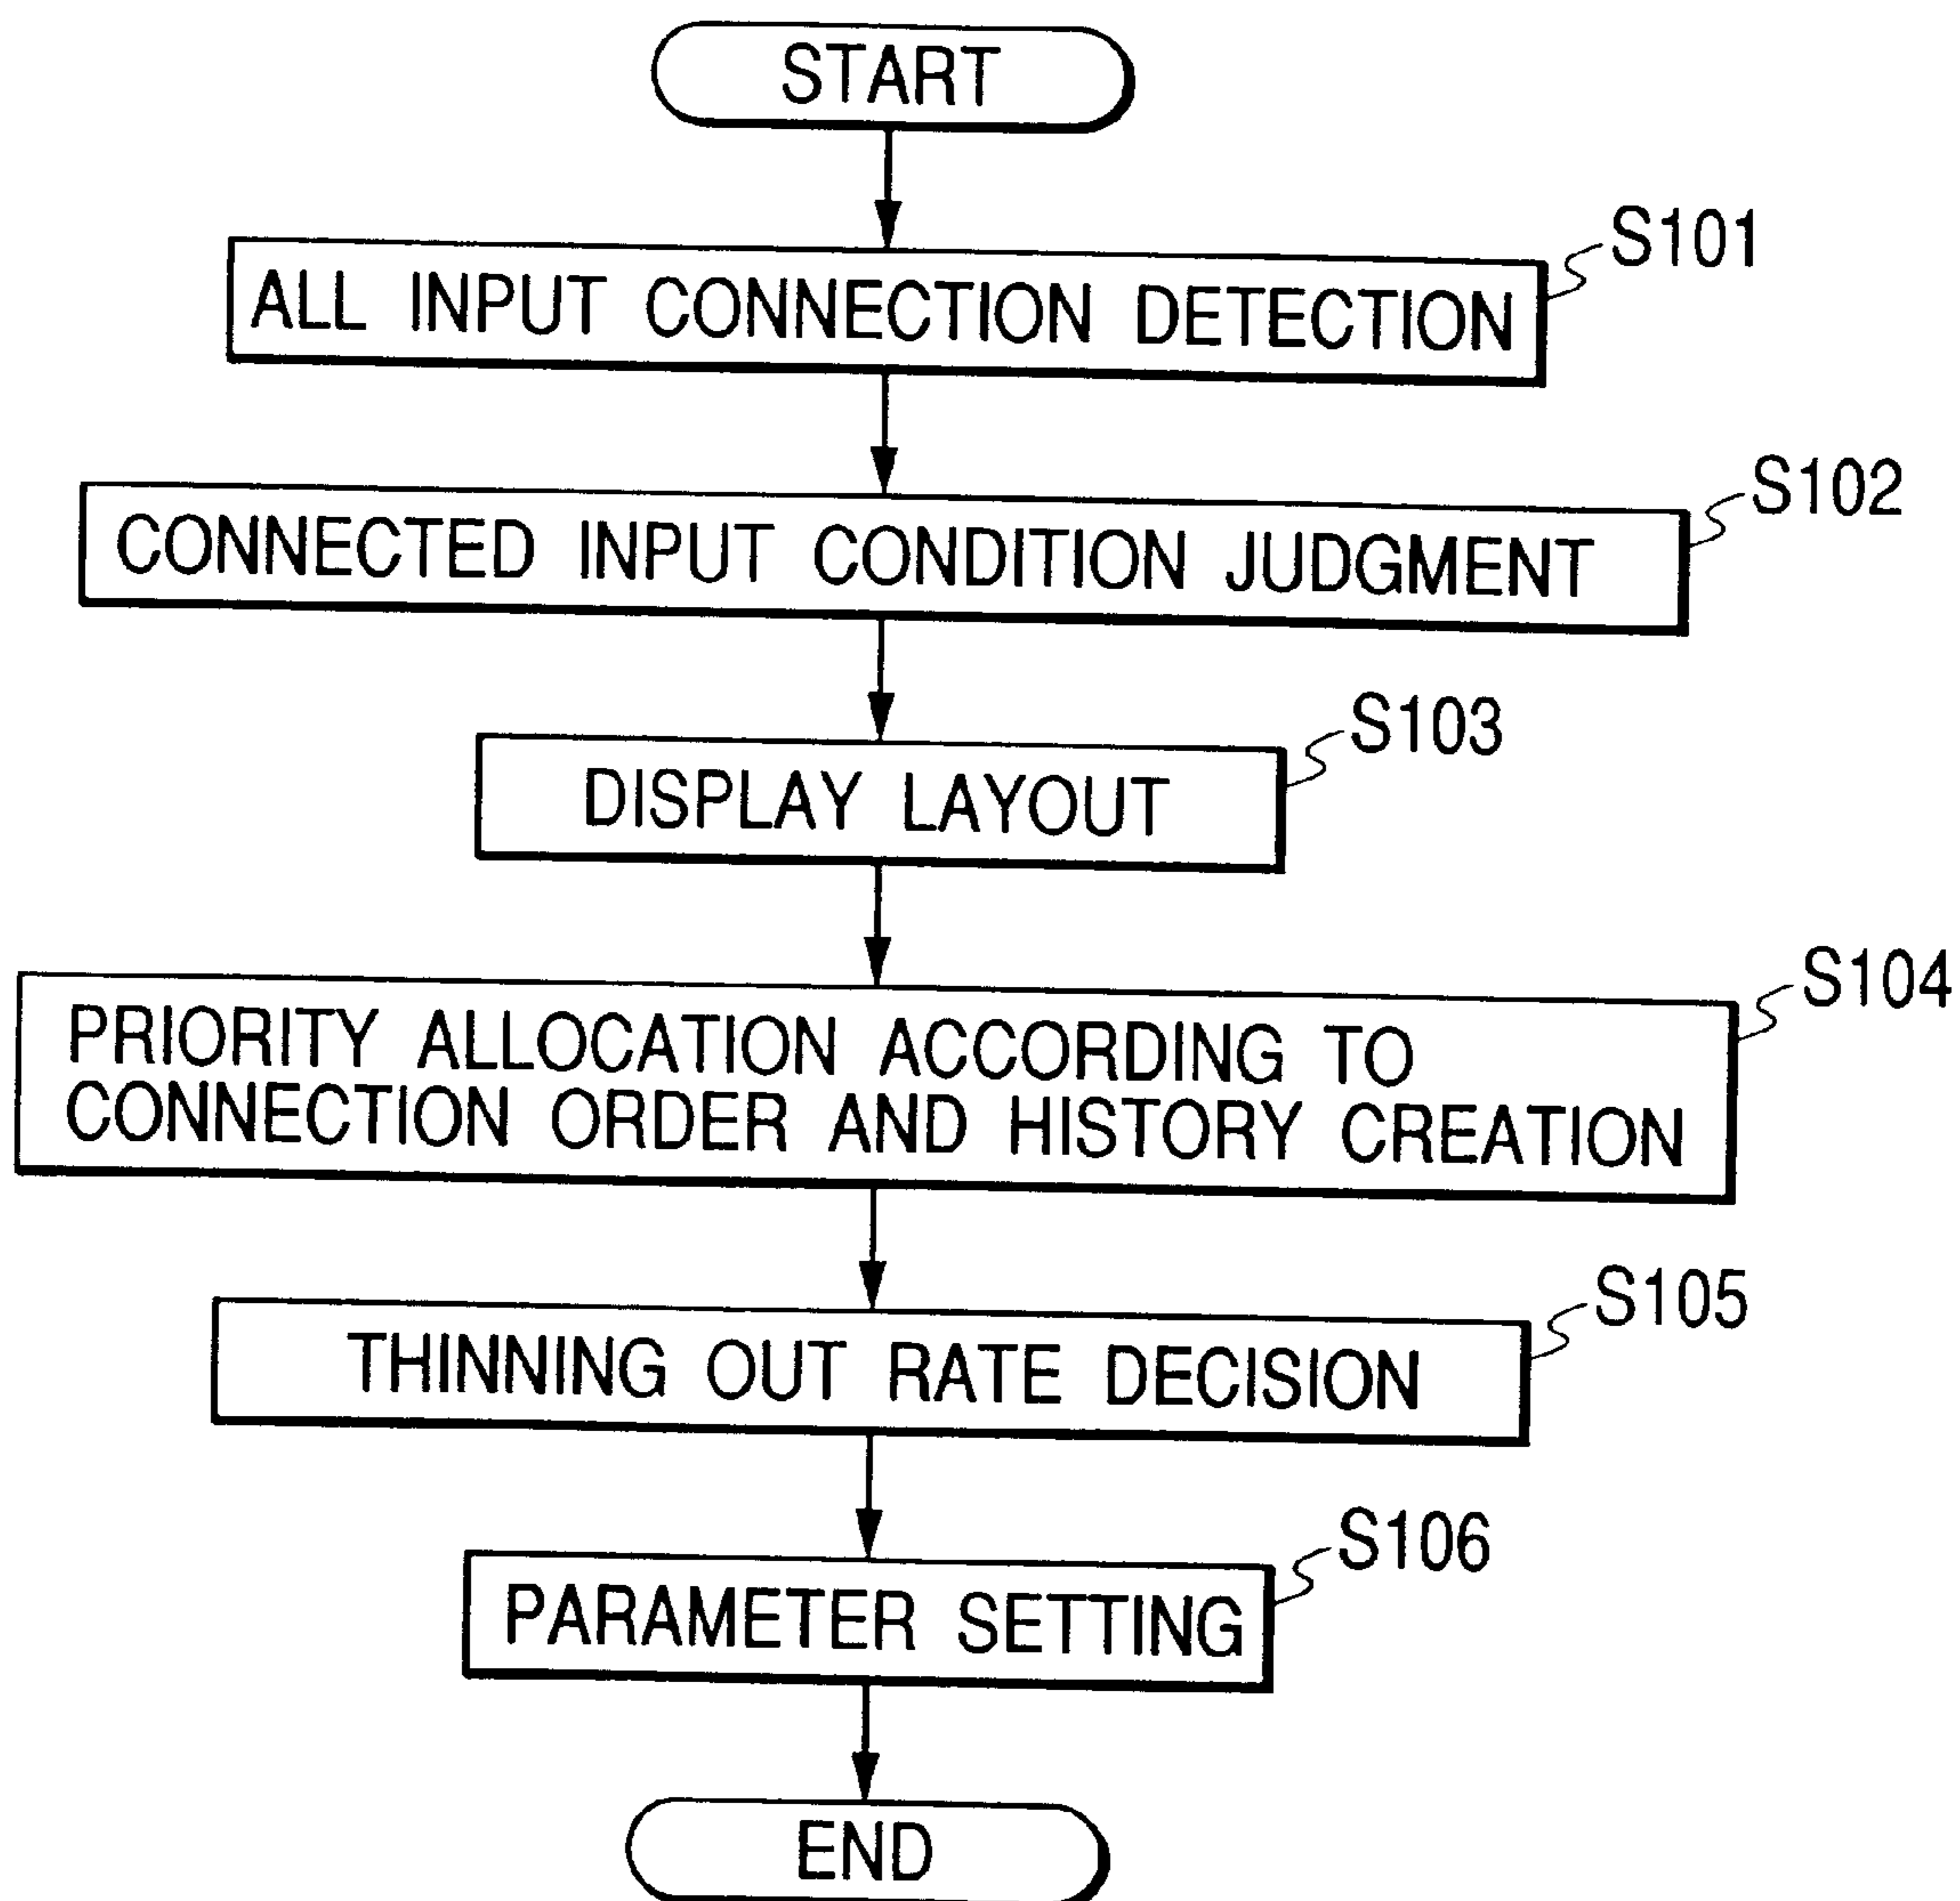 START
S101
ALL INPUT CONNECTION DETECTION
S102
CONNECTED INPUT CONDITION JUDGMENT
S103
DISPLAY LAYOUT
S104
PRIORITY ALLOCATION ACCORDING TO
CONNECTION ORDER AND HISTORY CREATION
S105
THINNING OUT RATE DECISION
S106
PARAMETER SETTING
END